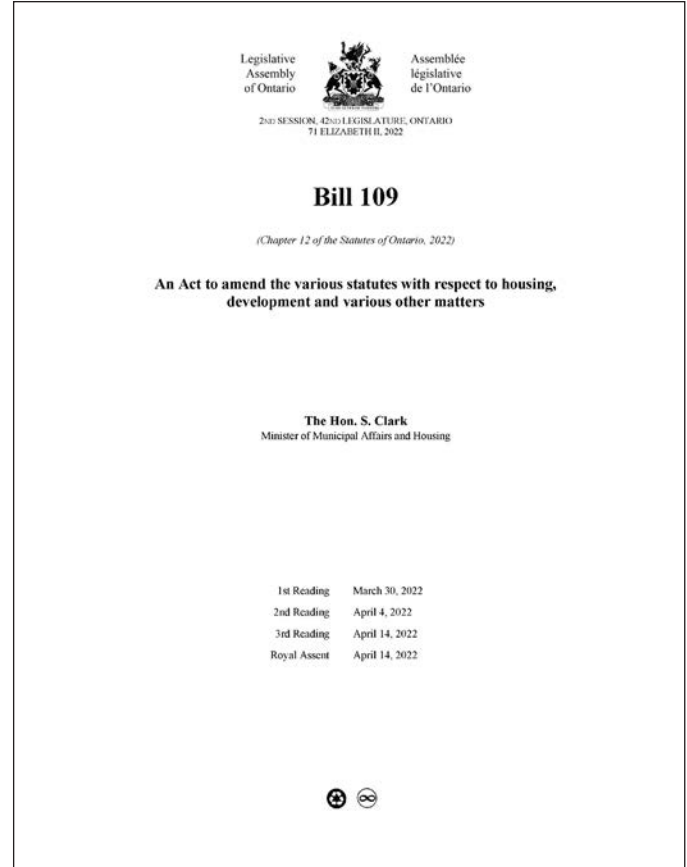 Legislative
Assembly
of Ontario
Assemblée
législative
de l'Ontario
2ND SESSION, 42ND LEGISLATURE, ONTARIO
71 ELIZABETH II, 2022
Bill 109
(Chapter 12 of the Statutes of Ontario, 2022)
An Act to amend the various statutes with respect to housing,
development and various other matters
The Hon. S. Clark
Minister of Municipal Affairs and Housing
1st Reading March 30, 2022
2nd Reading April 4, 2022
3rd Reading April 14, 2022
Royal Assent April 14, 2022